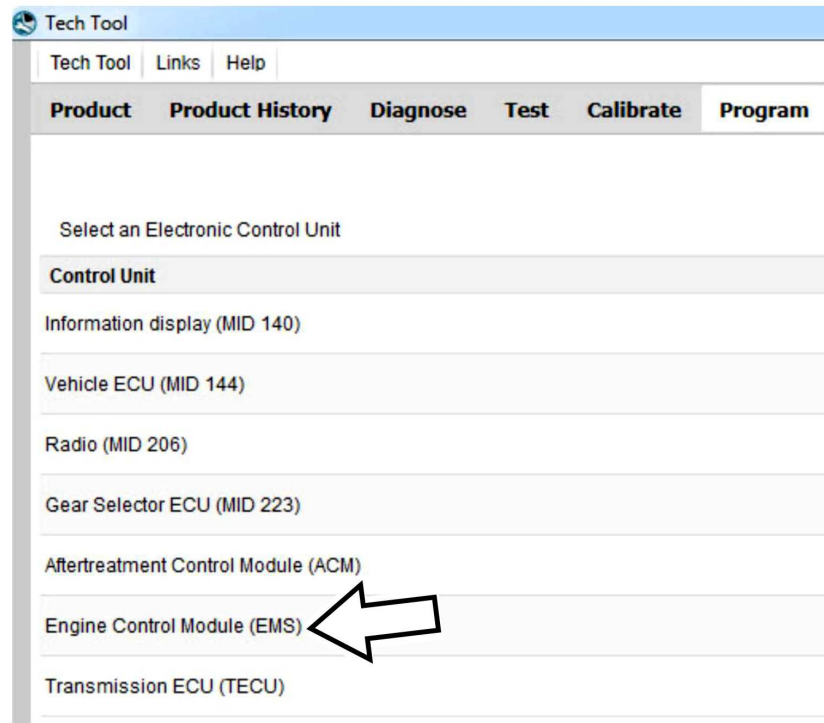 Tech Tool
Tech Tool Links Help
Product Product History Diagnose Test Calibrate Program
Select an Electronic Control Unit
Control Unit
Information display (MID 140)
Vehicle ECU (MID 144)
Radio (MID 206)
Gear Selector ECU (MID 223)
Aftertreatment Control Module (ACM)
Engine Control Module (EMS)
Transmission ECU (TECU)